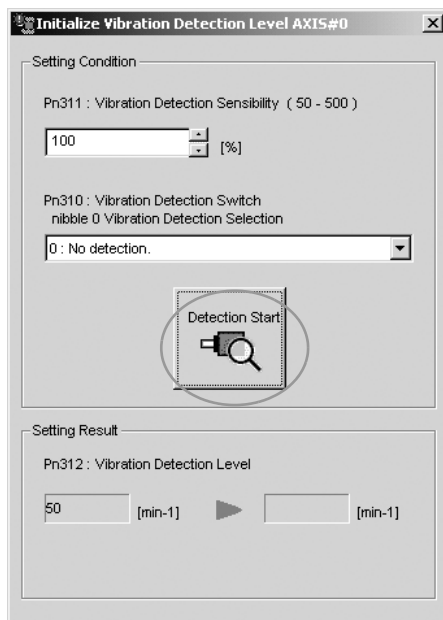 Initialize Vibration Detection Level AXIS#0
Setting Condition
Pn311 : Vibration Detection Sensibility ( 50 - 500 )
100
[%]
Pn310 : Vibration Detection Switch
nibble 0 Vibration Detection Selection
0 : No detection.
Detection Start
Setting Result
Pn312 : Vibration Detection Level
50
[min-1]
[min-1]